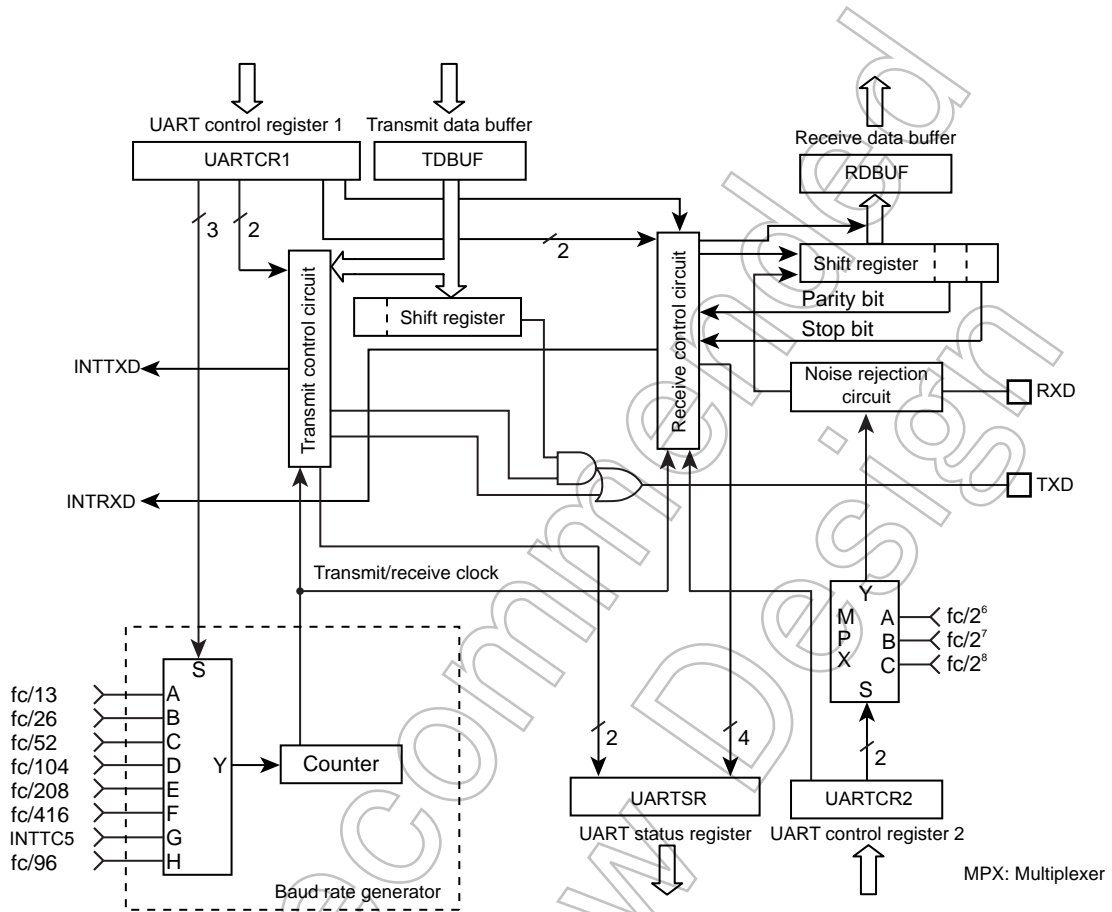 UART control register 1
Transmit data buffer
Receive data buffer
UARTCR1
TDBUF
RDBUF
3
2
2
Transmit control circuit
Receive control circuit
Shift register
Shift register
Parity bit
Stop bit
INTTXD
Noise rejection
circuit
RXD
INTRXD
TXD
Transmit/receive clock
Y
M
P
X
A
B
C
S
fc/2⁶
fc/2⁷
fc/2⁸
S
fc/13
fc/26
fc/52
fc/104
fc/208
fc/416
INTTC5
fc/96
A
B
C
D
E
F
G
H
Y
Counter
2
4
2
UARTSR
UARTCR2
UART status register
UART control register 2
Baud rate generator
MPX: Multiplexer
ecommended
w Design